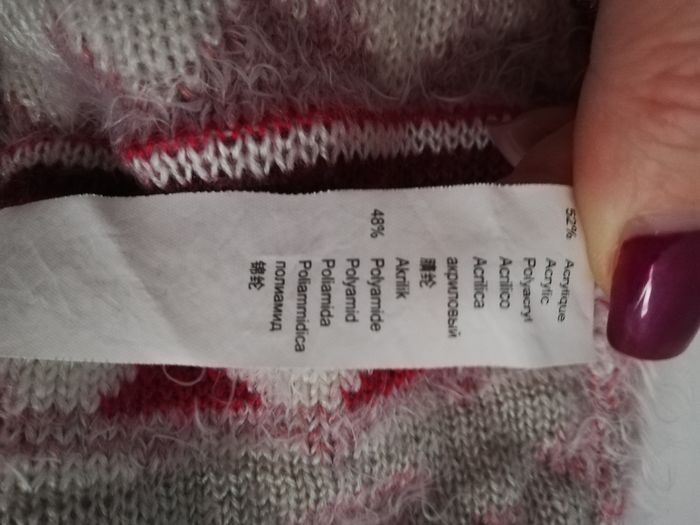 52% Acrylique
Acrylic
Polyacryl
Acrilico
Acrílica
акриловый
腈纶
Akrilik
48% Polyamide
Polyamid
Poliamida
Poliammidica
полиамид
锦纶